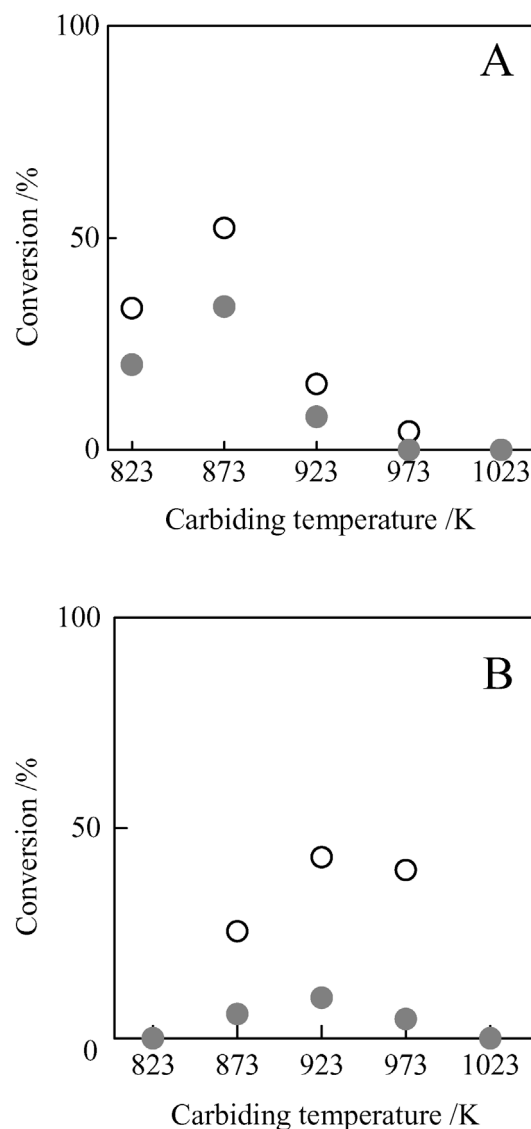 100
A
Conversion /%
50
0
823 873 923 973 1023
Carbiding temperature /K
100
B
Conversion /%
50
0
823 873 923 973 1023
Carbiding temperature /K